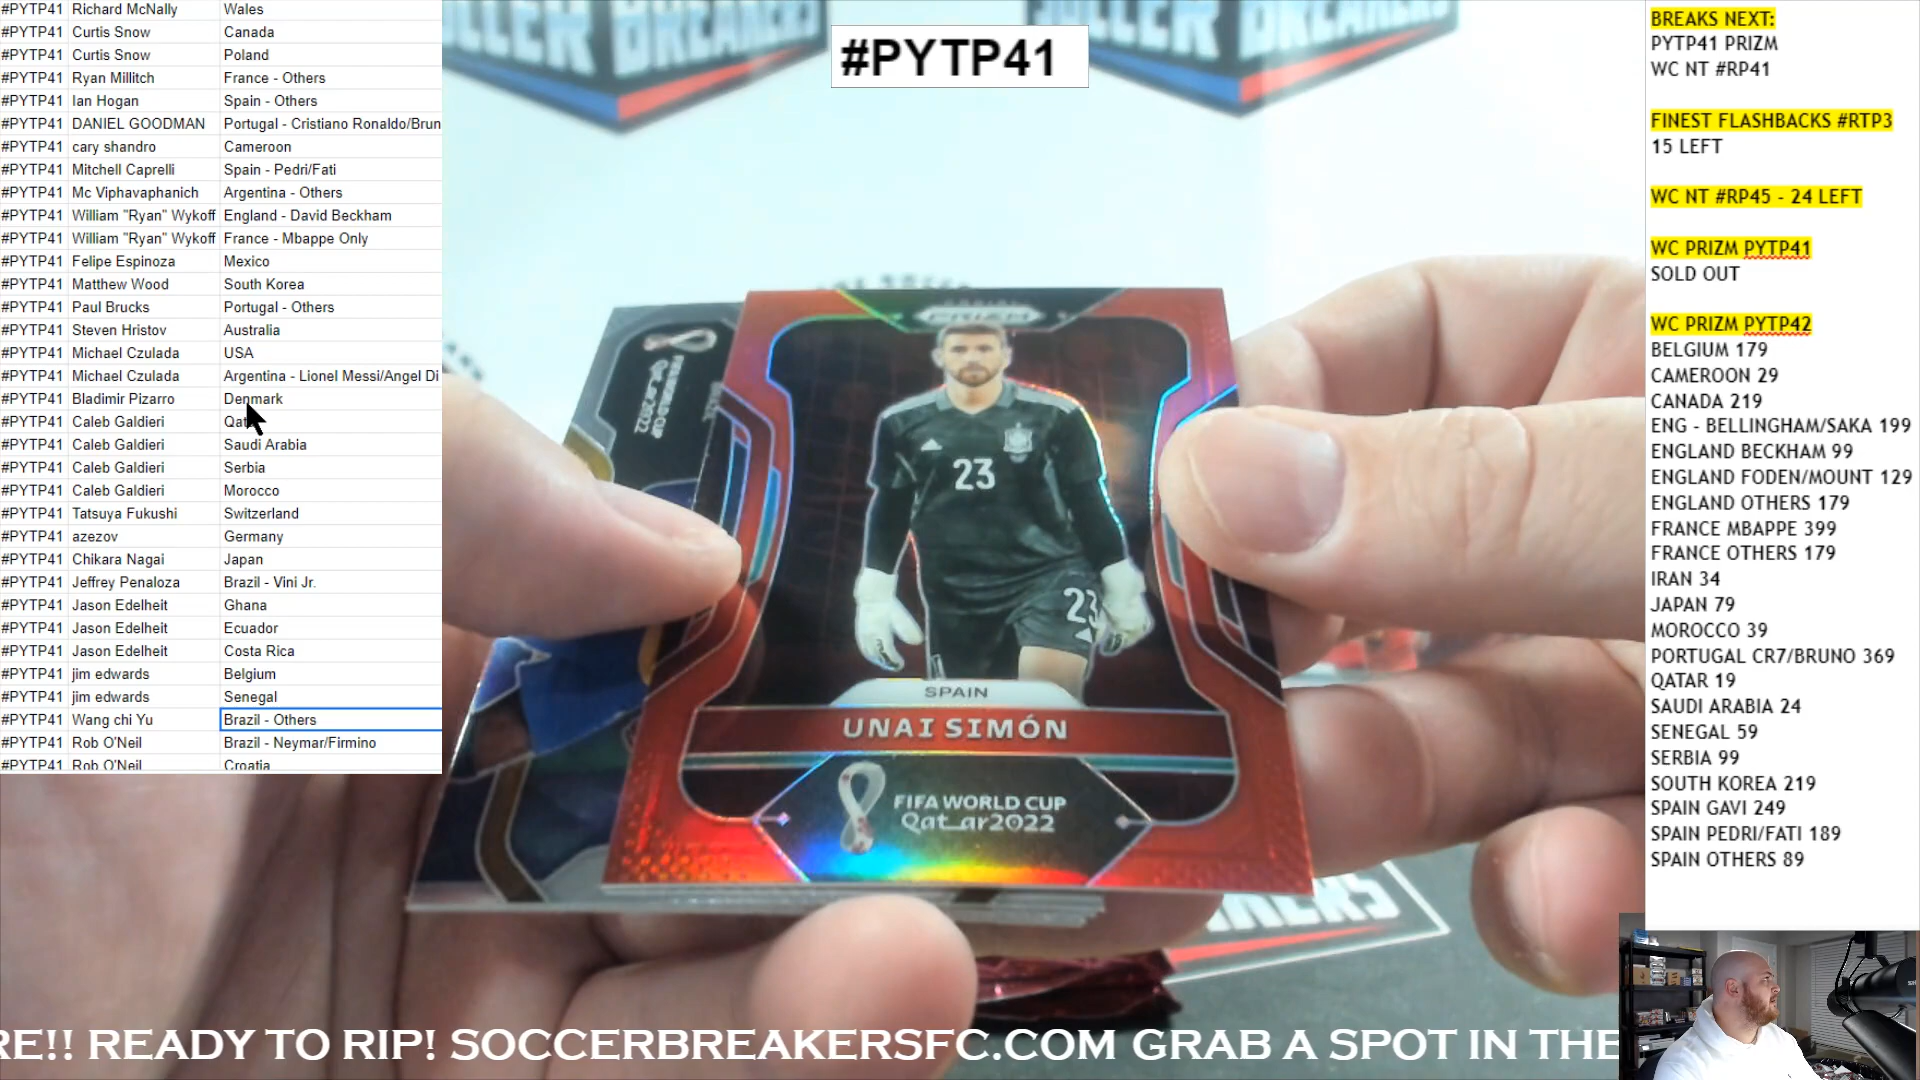 #PYTP41 Richard McNally Wales
#PYTP41 Curtis Snow Canada
#PYTP41 Curtis Snow Poland
#PYTP41 Ryan Millitch France - Others
#PYTP41 Ian Hogan Spain - Others
#PYTP41 DANIEL GOODMAN Portugal - Cristiano Ronaldo/Brun
#PYTP41 cary shandro Cameroon
#PYTP41 Mitchell Caprelli Spain - Pedri/Fati
#PYTP41 Mc Viphavaphanich Argentina - Others
#PYTP41 William "Ryan" Wykoff England - David Beckham
#PYTP41 William "Ryan" Wykoff France - Mbappe Only
#PYTP41 Felipe Espinoza Mexico
#PYTP41 Matthew Wood South Korea
#PYTP41 Paul Brucks Portugal - Others
#PYTP41 Steven Hristov Australia
#PYTP41 Michael Czulada USA
#PYTP41 Michael Czulada Argentina - Lionel Messi/Angel Di
#PYTP41 Bladimir Pizarro Denmark
#PYTP41 Caleb Galdieri
#PYTP41 Caleb Galdieri Saudi Arabia
#PYTP41 Caleb Galdieri Serbia
#PYTP41 Caleb Galdieri Morocco
#PYTP41 Tatsuya Fukushi Switzerland
#PYTP41 azezov Germany
#PYTP41 Chikara Nagai Japan
#PYTP41 Jeffrey Penaloza Brazil - Vini Jr.
#PYTP41 Jason Edelheit Ghana
#PYTP41 Jason Edelheit Ecuador
#PYTP41 Jason Edelheit Costa Rica
#PYTP41 jim edwards Belgium
#PYTP41 jim edwards Senegal
#PYTP41 Wang chi Yu Brazil - Others
#PYTP41 Rob O'Neil Brazil - Neymar/Firmino
#PYTP41 Rob O'Neil Croatia
#PYTP41
PRIZM
23
23
SPAIN
UNAI SIMÓN
FIFA WORLD CUP
Qatar2022
FIFA WORLD CUP
Qatar2022
BREAKS NEXT:
PYTP41 PRIZM
WC NT #RP41
FINEST FLASHBACKS #RTP3
15 LEFT
WC NT #RP45 - 24 LEFT
WC PRIZM PYTP41
SOLD OUT
WC PRIZM PYTP42
BELGIUM 179
CAMEROON 29
CANADA 219
ENG - BELLINGHAM/SAKA 199
ENGLAND BECKHAM 99
ENGLAND FODEN/MOUNT 129
ENGLAND OTHERS 179
FRANCE MBAPPE 399
FRANCE OTHERS 179
IRAN 34
JAPAN 79
MOROCCO 39
PORTUGAL CR7/BRUNO 369
QATAR 19
SAUDI ARABIA 24
SENEGAL 59
SERBIA 99
SOUTH KOREA 219
SPAIN GAVI 249
SPAIN PEDRI/FATI 189
SPAIN OTHERS 89
RE!! READY TO RIP! SOCCERBREAKERSFC.COM GRAB A SPOT IN THE